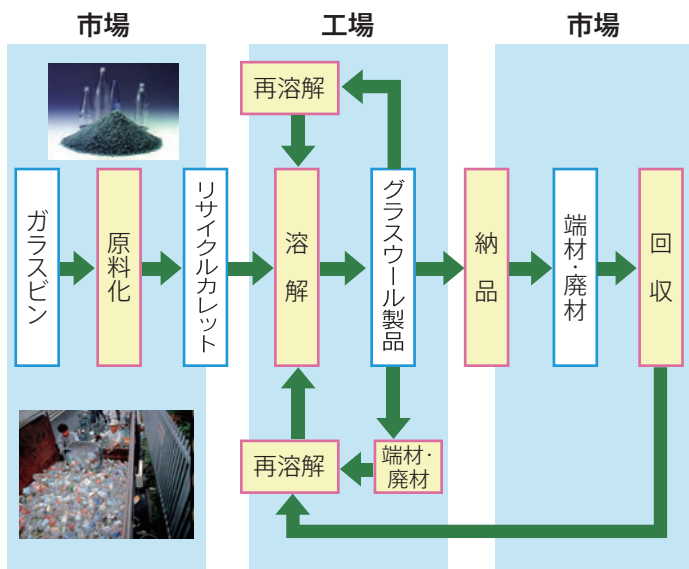 市場
工場
市場
再溶解
ガラスビン
原料化
リサイクルカレット
溶解
グラスウール製品
納品
端材・廃材
回収
再溶解
端材・
廃材